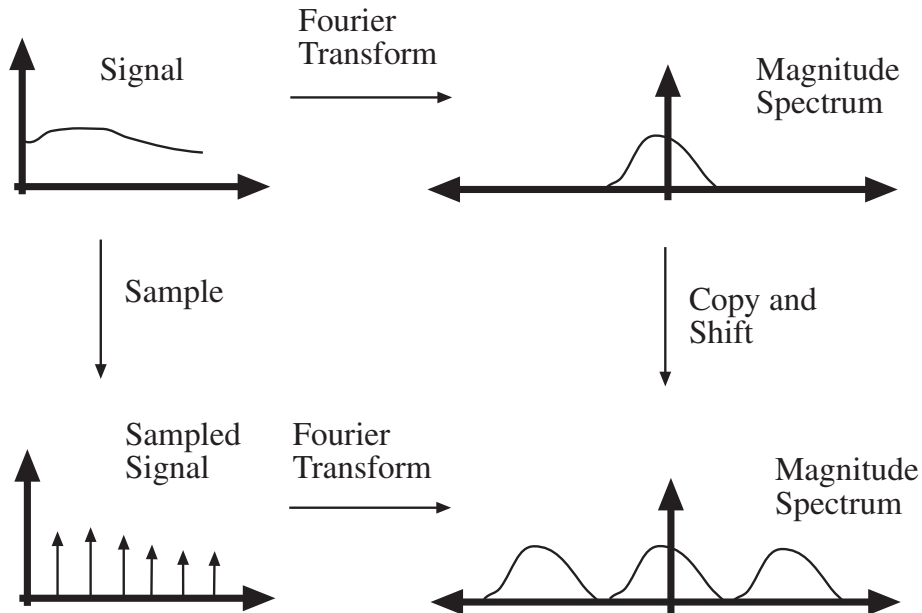 Fourier
Transform
Signal
Magnitude
Spectrum
Sample
Copy and
Shift
Sampled
Signal
Fourier
Transform
Magnitude
Spectrum